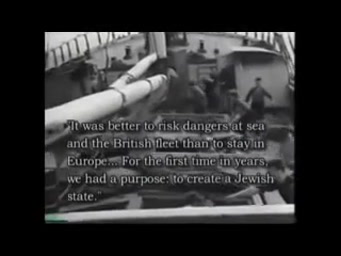 "It was better to risk dangers at sea
and the British fleet than to stay in
Europe... For the first time in years,
we had a purpose: to create a Jewish
state."